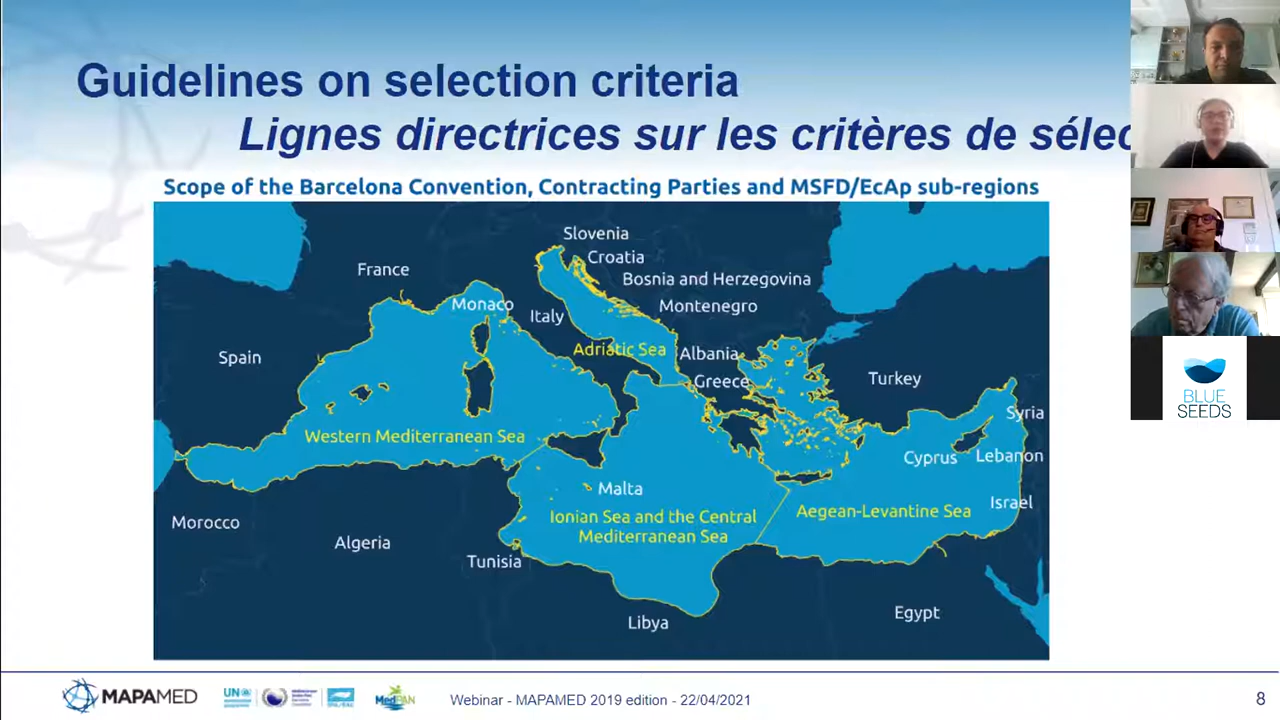 Guidelines on selection criteria
Lignes directrices sur les critères de sélec
Scope of the Barcelona Convention, Contracting Parties and MSFD/EcAp sub-regions
Slovenia
Croatia
France
Bosnia and Herzegovina
Monaco
Montenegro
Italy
Adriatic Sea
Albania
Spain
Greece
Turkey
Syria
Western Mediterranean Sea
Cyprus
Lebanon
Malta
Israel
Morocco
Ionian Sea and the Central
Mediterranean Sea
Aegean-Levantine Sea
Algeria
Tunisia
Libya
Egypt
BLUE
SEEDS
MAPAMED
UN
MedPAN
Webinar - MAPAMED 2019 edition - 22/04/2021
8